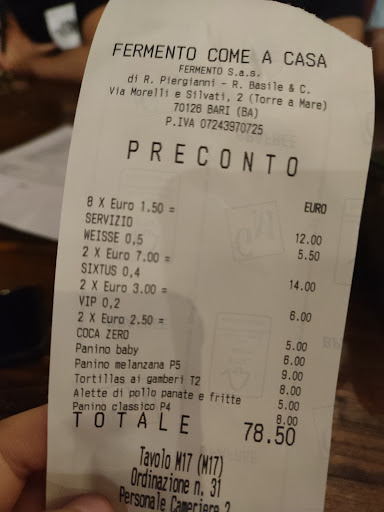 FERMENTO COME A CASA
FERMENTO S.a.s.
di R. Piergianni - R. Basile & C.
Via Morelli e Silvati, 2 (Torre a Mare)
70126 BARI (BA)
P.IVA 07243970725
PRECONTO
EURO
8 X Euro 1.50 =
SERVIZIO 12.00
WEISSE 0,5 5.50
2 X Euro 7.00 =
SIXTUS 0,4 14.00
2 X Euro 3.00 =
VIP 0,2 6.00
2 X Euro 2.50 =
COCA ZERO 5.00
Panino baby 6.00
Panino melanzana P5 9.00
Tortillas ai gamberi T2 8.00
Alette di pollo panate e fritte 5.00
Panino classico P4 8.00
TOTALE 78.50
Tavolo M17 (M17)
Ordinazione n. 31
Personale Cameriere 2